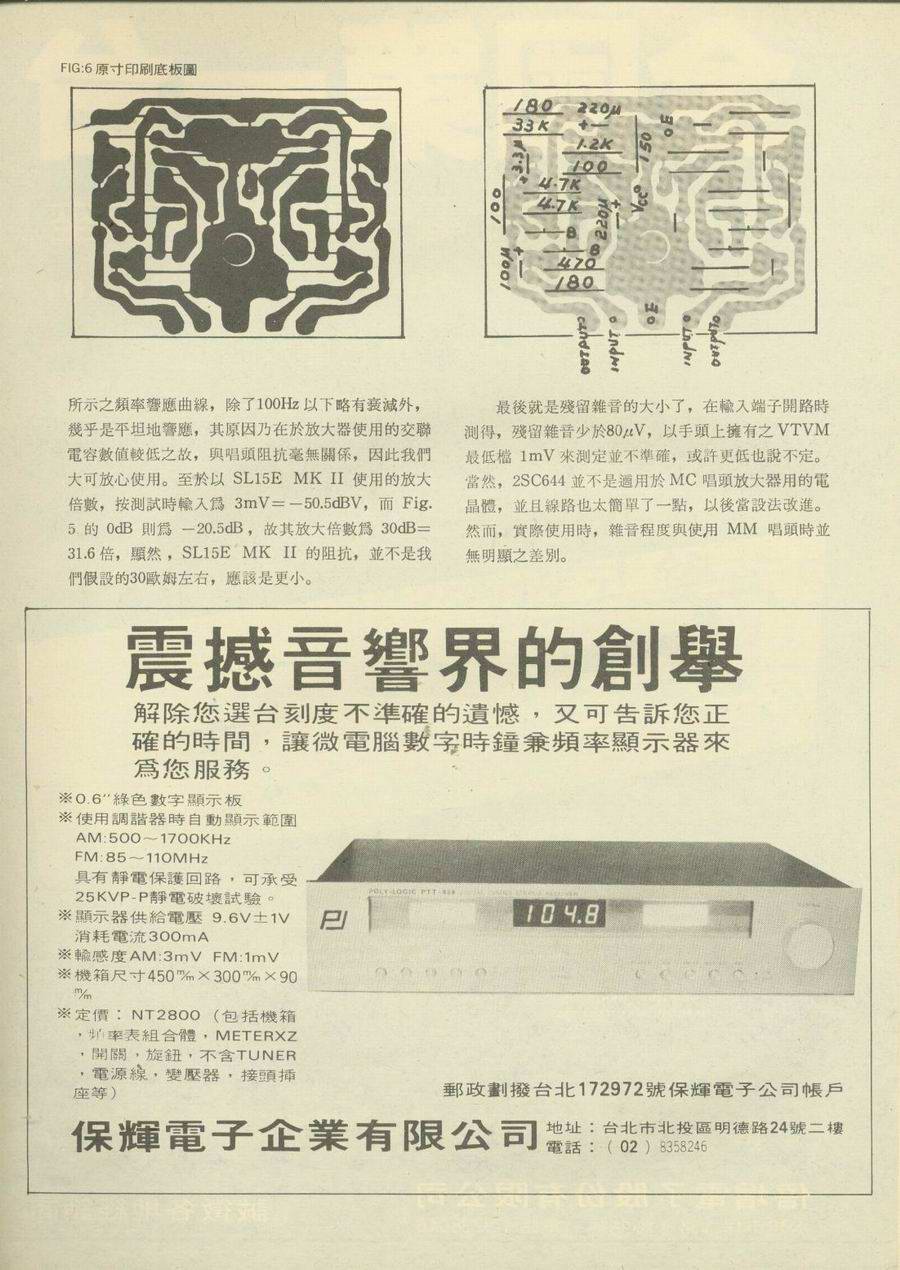 FIG:6 原寸印刷底板圖
180
220μ
33K
+
1.2K
150
E
3.3μ
100
4.7K
100
4.7K
220μ
+
Vcc
B
B
100μ
+
470
180
E
OUTPUT
INPUT
INPUT
OUTPUT
所示之頻率響應曲線，除了100Hz 以下略有衰減外，
幾乎是平坦地響應，其原因乃在於放大器使用的交聯
電容數値較低之故，與唱頭阻抗毫無關係，因此我們
大可放心使用。至於以 SL15E MK II 使用的放大
倍數，按測試時輸入爲 3mV＝－50.5dBV，而 Fig.
5 的 0dB 則爲 －20.5dB，故其放大倍數爲 30dB＝
31.6 倍，顯然，SL15E MK II 的阻抗，並不是我
們假設的30歐姆左右，應該是更小。
最後就是殘留雜音的大小了，在輸入端子開路時
測得，殘留雜音少於80μV，以手頭上擁有之 VTVM
最低檔 1mV 來測定並不準確，或許更低也說不定。
當然，2SC644 並不是適用於 MC 唱頭放大器用的電
晶體，並且線路也太簡單了一點，以後當設法改進。
然而，實際使用時，雜音程度與使用 MM 唱頭時並
無明顯之差别。
震撼音響界的創舉
解除您選台刻度不準確的遺憾，又可告訴您正
確的時間，讓微電腦數字時鐘兼頻率顯示器來
爲您服務。
※0.6″綠色數字顯示板
※使用調諧器時自動顯示範圍
AM:500～1700KHz
FM:85～110MHz
具有靜電保護回路，可承受
25KVP-P靜電破壞試驗。
※顯示器供給電壓 9.6V±1V
消耗電流300mA
※輸感度AM:3mV FM:1mV
※機箱尺寸450㎜×300㎜×90
㎜
※定價：NT2800（包括機箱
，頻率表組合體，METERXZ
，開關，旋鈕，不含TUNER
，電源線，變壓器，接頭揷
座等）
POLY-LOGIC PTT-
PJ
104.8
郵政劃撥台北172972號保輝電子公司帳戶
保輝電子企業有限公司
地址：台北市北投區明德路24號二樓
電話：（02）8358246